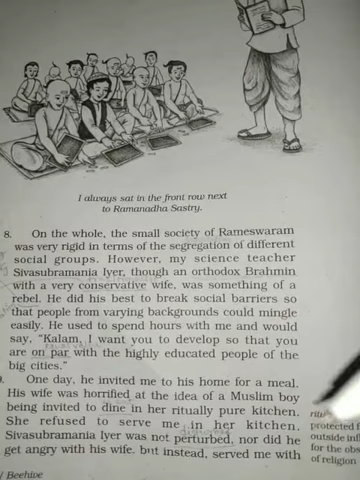 I always sat in the front row next
to Ramanadha Sastry.
8. On the whole, the small society of Rameswaram
was very rigid in terms of the segregation of different
social groups. However, my science teacher
Sivasubramania Iyer, though an orthodox Brahmin
with a very conservative wife, was something of a
rebel. He did his best to break social barriers so
that people from varying backgrounds could mingle
easily. He used to spend hours with me and would
say, “Kalam, I want you to develop so that you
are on par with the highly educated people of the
big cities.”
One day, he invited me to his home for a meal.
His wife was horrified at the idea of a Muslim boy
being invited to dine in her ritually pure kitchen.
She refused to serve me in her kitchen.
Sivasubramania Iyer was not perturbed, nor did he
get angry with his wife, but instead, served me with
protected f
outside inf
for the obs
of religion
/ Beehive